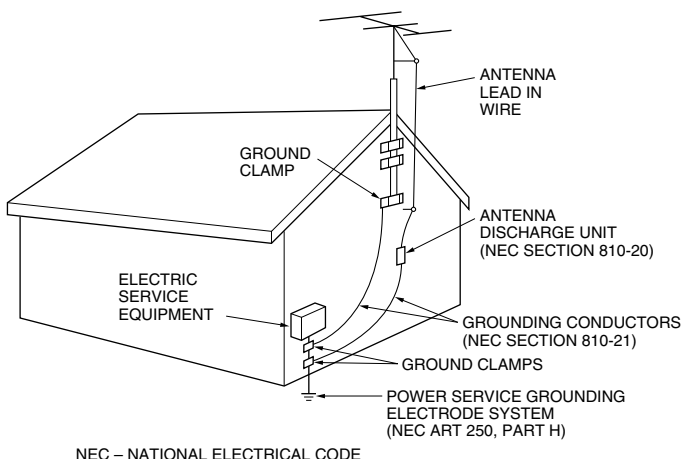 ANTENNA
LEAD IN
WIRE
GROUND
CLAMP
ANTENNA
DISCHARGE UNIT
(NEC SECTION 810-20)
ELECTRIC
SERVICE
EQUIPMENT
GROUNDING CONDUCTORS
(NEC SECTION 810-21)
GROUND CLAMPS
POWER SERVICE GROUNDING
ELECTRODE SYSTEM
(NEC ART 250, PART H)
NEC – NATIONAL ELECTRICAL CODE